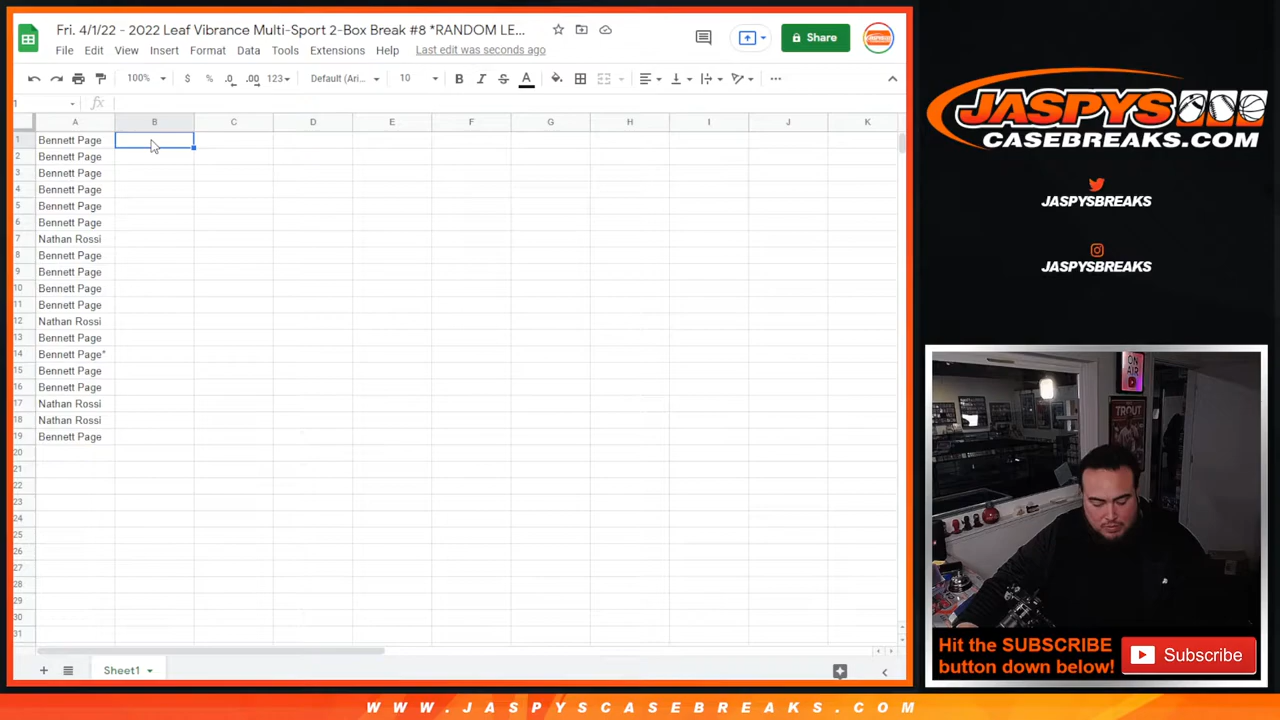 Fri. 4/1/22 - 2022 Leaf Vibrance Multi-Sport 2-Box Break #8 *RANDOM LE...
File Edit View Insert Format Data Tools Extensions Help Last edit was seconds ago
Share
100% $ % .0 .00 123 Default (Ari... 10 B I S A
1 fx
A B C D E F G H I J K
1 Bennett Page
2 Bennett Page
3 Bennett Page
4 Bennett Page
5 Bennett Page
6 Bennett Page
7 Nathan Rossi
8 Bennett Page
9 Bennett Page
10 Bennett Page
11 Bennett Page
12 Nathan Rossi
13 Bennett Page
14 Bennett Page*
15 Bennett Page
16 Bennett Page
17 Nathan Rossi
18 Nathan Rossi
19 Bennett Page
20
21
22
23
24
25
26
27
28
29
30
31
Sheet1
JASPYS
CASEBREAKS.COM
JASPYSBREAKS
JASPYSBREAKS
ON
AIR
TROUT
Hit the SUBSCRIBE
button down below!
Subscribe
WWW.JASPYSCASEBREAKS.COM